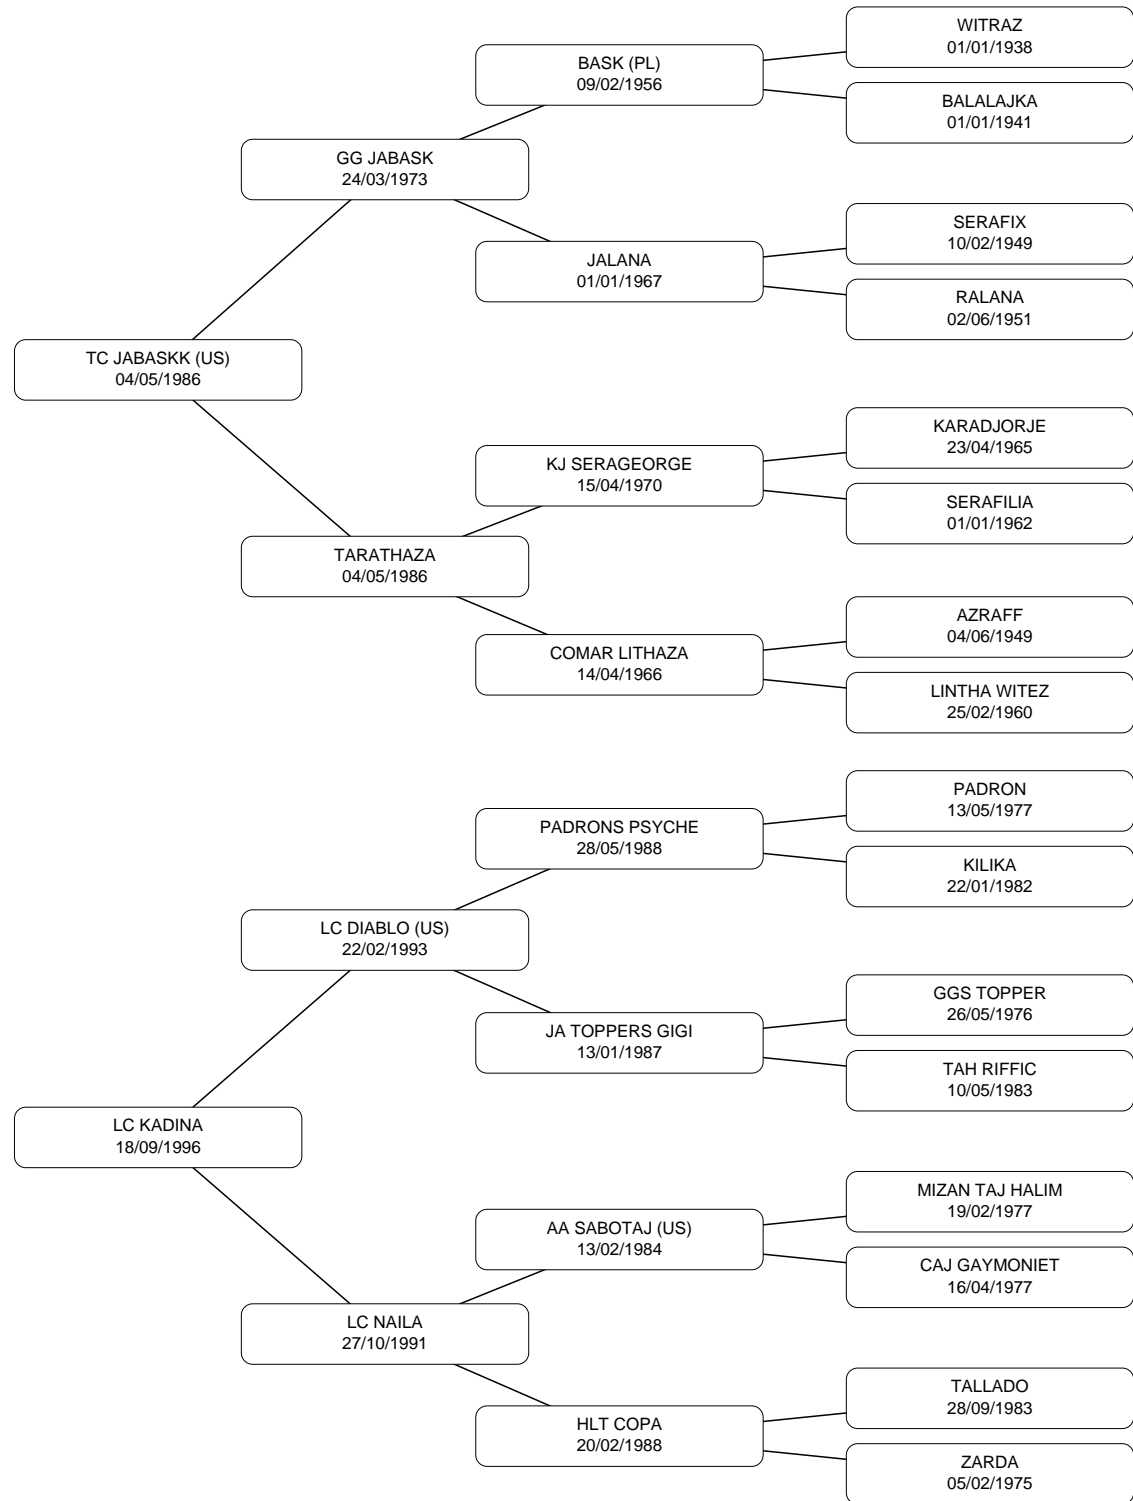 WITRAZ
01/01/1938
BASK (PL)
09/02/1956
BALALAJKA
01/01/1941
GG JABASK
24/03/1973
SERAFIX
10/02/1949
JALANA
01/01/1967
RALANA
02/06/1951
TC JABASKK (US)
04/05/1986
KARADJORJE
23/04/1965
KJ SERAGEORGE
15/04/1970
SERAFILIA
01/01/1962
TARATHAZA
04/05/1986
AZRAFF
04/06/1949
COMAR LITHAZA
14/04/1966
LINTHA WITEZ
25/02/1960
PADRON
13/05/1977
PADRONS PSYCHE
28/05/1988
KILIKA
22/01/1982
LC DIABLO (US)
22/02/1993
GGS TOPPER
26/05/1976
JA TOPPERS GIGI
13/01/1987
TAH RIFFIC
10/05/1983
LC KADINA
18/09/1996
MIZAN TAJ HALIM
19/02/1977
AA SABOTAJ (US)
13/02/1984
CAJ GAYMONIET
16/04/1977
LC NAILA
27/10/1991
TALLADO
28/09/1983
HLT COPA
20/02/1988
ZARDA
05/02/1975